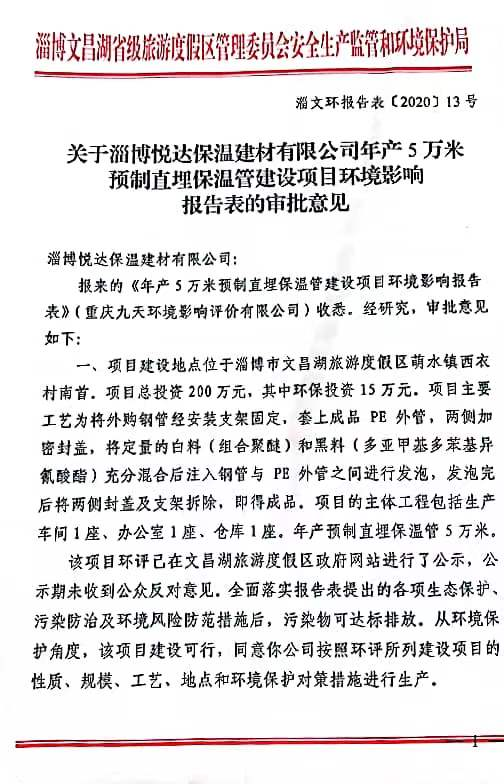 淄博文昌湖省级旅游度假区管理委员会安全生产监管和环境保护局
淄文环报告表〔2020〕13号
关于淄博悦达保温建材有限公司年产5万米
预制直埋保温管建设项目环境影响
报告表的审批意见
淄博悦达保温建材有限公司:
报来的《年产5万米预制直埋保温管建设项目环境影响报告
表》(重庆九天环境影响评价有限公司)收悉。经研究，审批意见
如下:
一、项目建设地点位于淄博市文昌湖旅游度假区萌水镇西衣
村南首。项目总投资200万元，其中环保投资15万元。项目主要
工艺为将外购钢管经安装支架固定，套上成品PE外管，两侧加
密封盖，将定量的白料（组合聚醚）和黑料（多亚甲基多苯基异
氰酸酯）充分混合后注入钢管与PE外管之间进行发泡，发泡完
后将两侧封盖及支架拆除，即得成品。项目的主体工程包括生产
车间1座、办公室1座、仓库1座。年产预制直埋保温管5万米。
该项目环评已在文昌湖旅游度假区政府网站进行了公示，公
示期未收到公众反对意见。全面落实报告表提出的各项生态保护、
污染防治及环境风险防范措施后，污染物可达标排放。从环境保
护角度，该项目建设可行，同意你公司按照环评所列建设项目的
性质、规模、工艺、地点和环境保护对策措施进行生产。
1